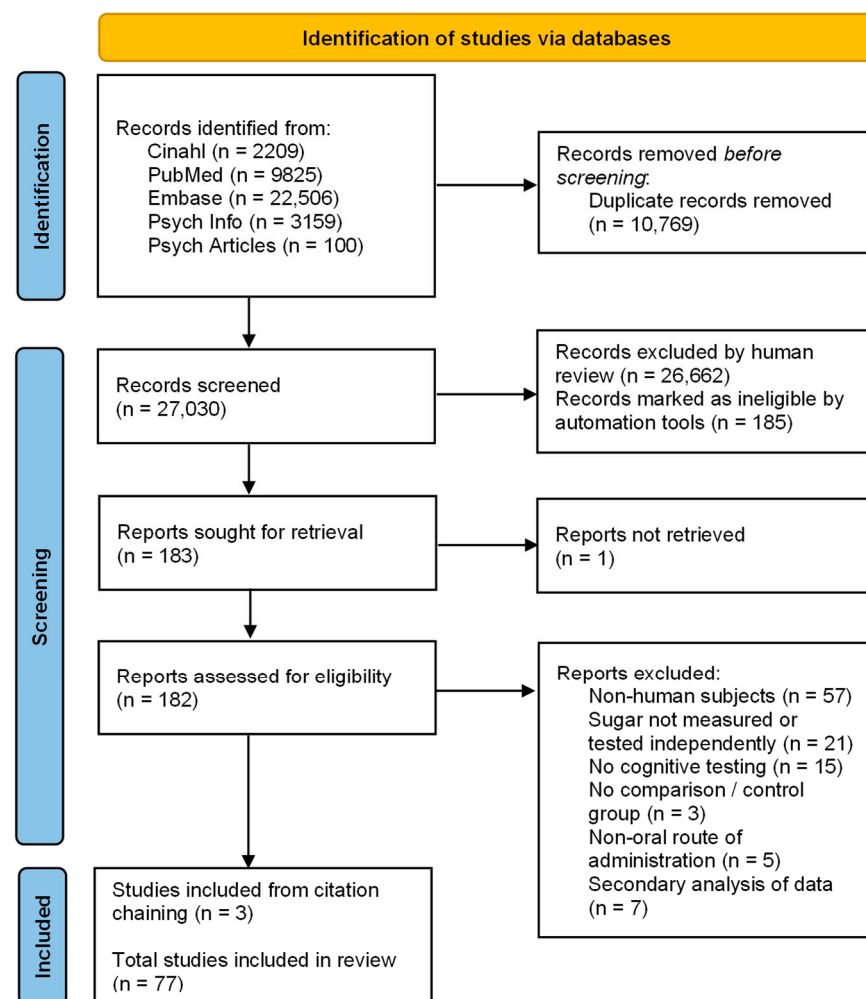 Identification of studies via databases
Identification
Records identified from:
Cinahl (n = 2209)
PubMed (n = 9825)
Embase (n = 22,506)
Psych Info (n = 3159)
Psych Articles (n = 100)
Records removed before
screening:
Duplicate records removed
(n = 10,769)
Screening
Records screened
(n = 27,030)
Records excluded by human
review (n = 26,662)
Records marked as ineligible by
automation tools (n = 185)
Reports sought for retrieval
(n = 183)
Reports not retrieved
(n = 1)
Reports assessed for eligibility
(n = 182)
Reports excluded:
Non-human subjects (n = 57)
Sugar not measured or
tested independently (n = 21)
No cognitive testing (n = 15)
No comparison / control
group (n = 3)
Non-oral route of
administration (n = 5)
Secondary analysis of data
(n = 7)
Included
Studies included from citation
chaining (n = 3)
Total studies included in review
(n = 77)